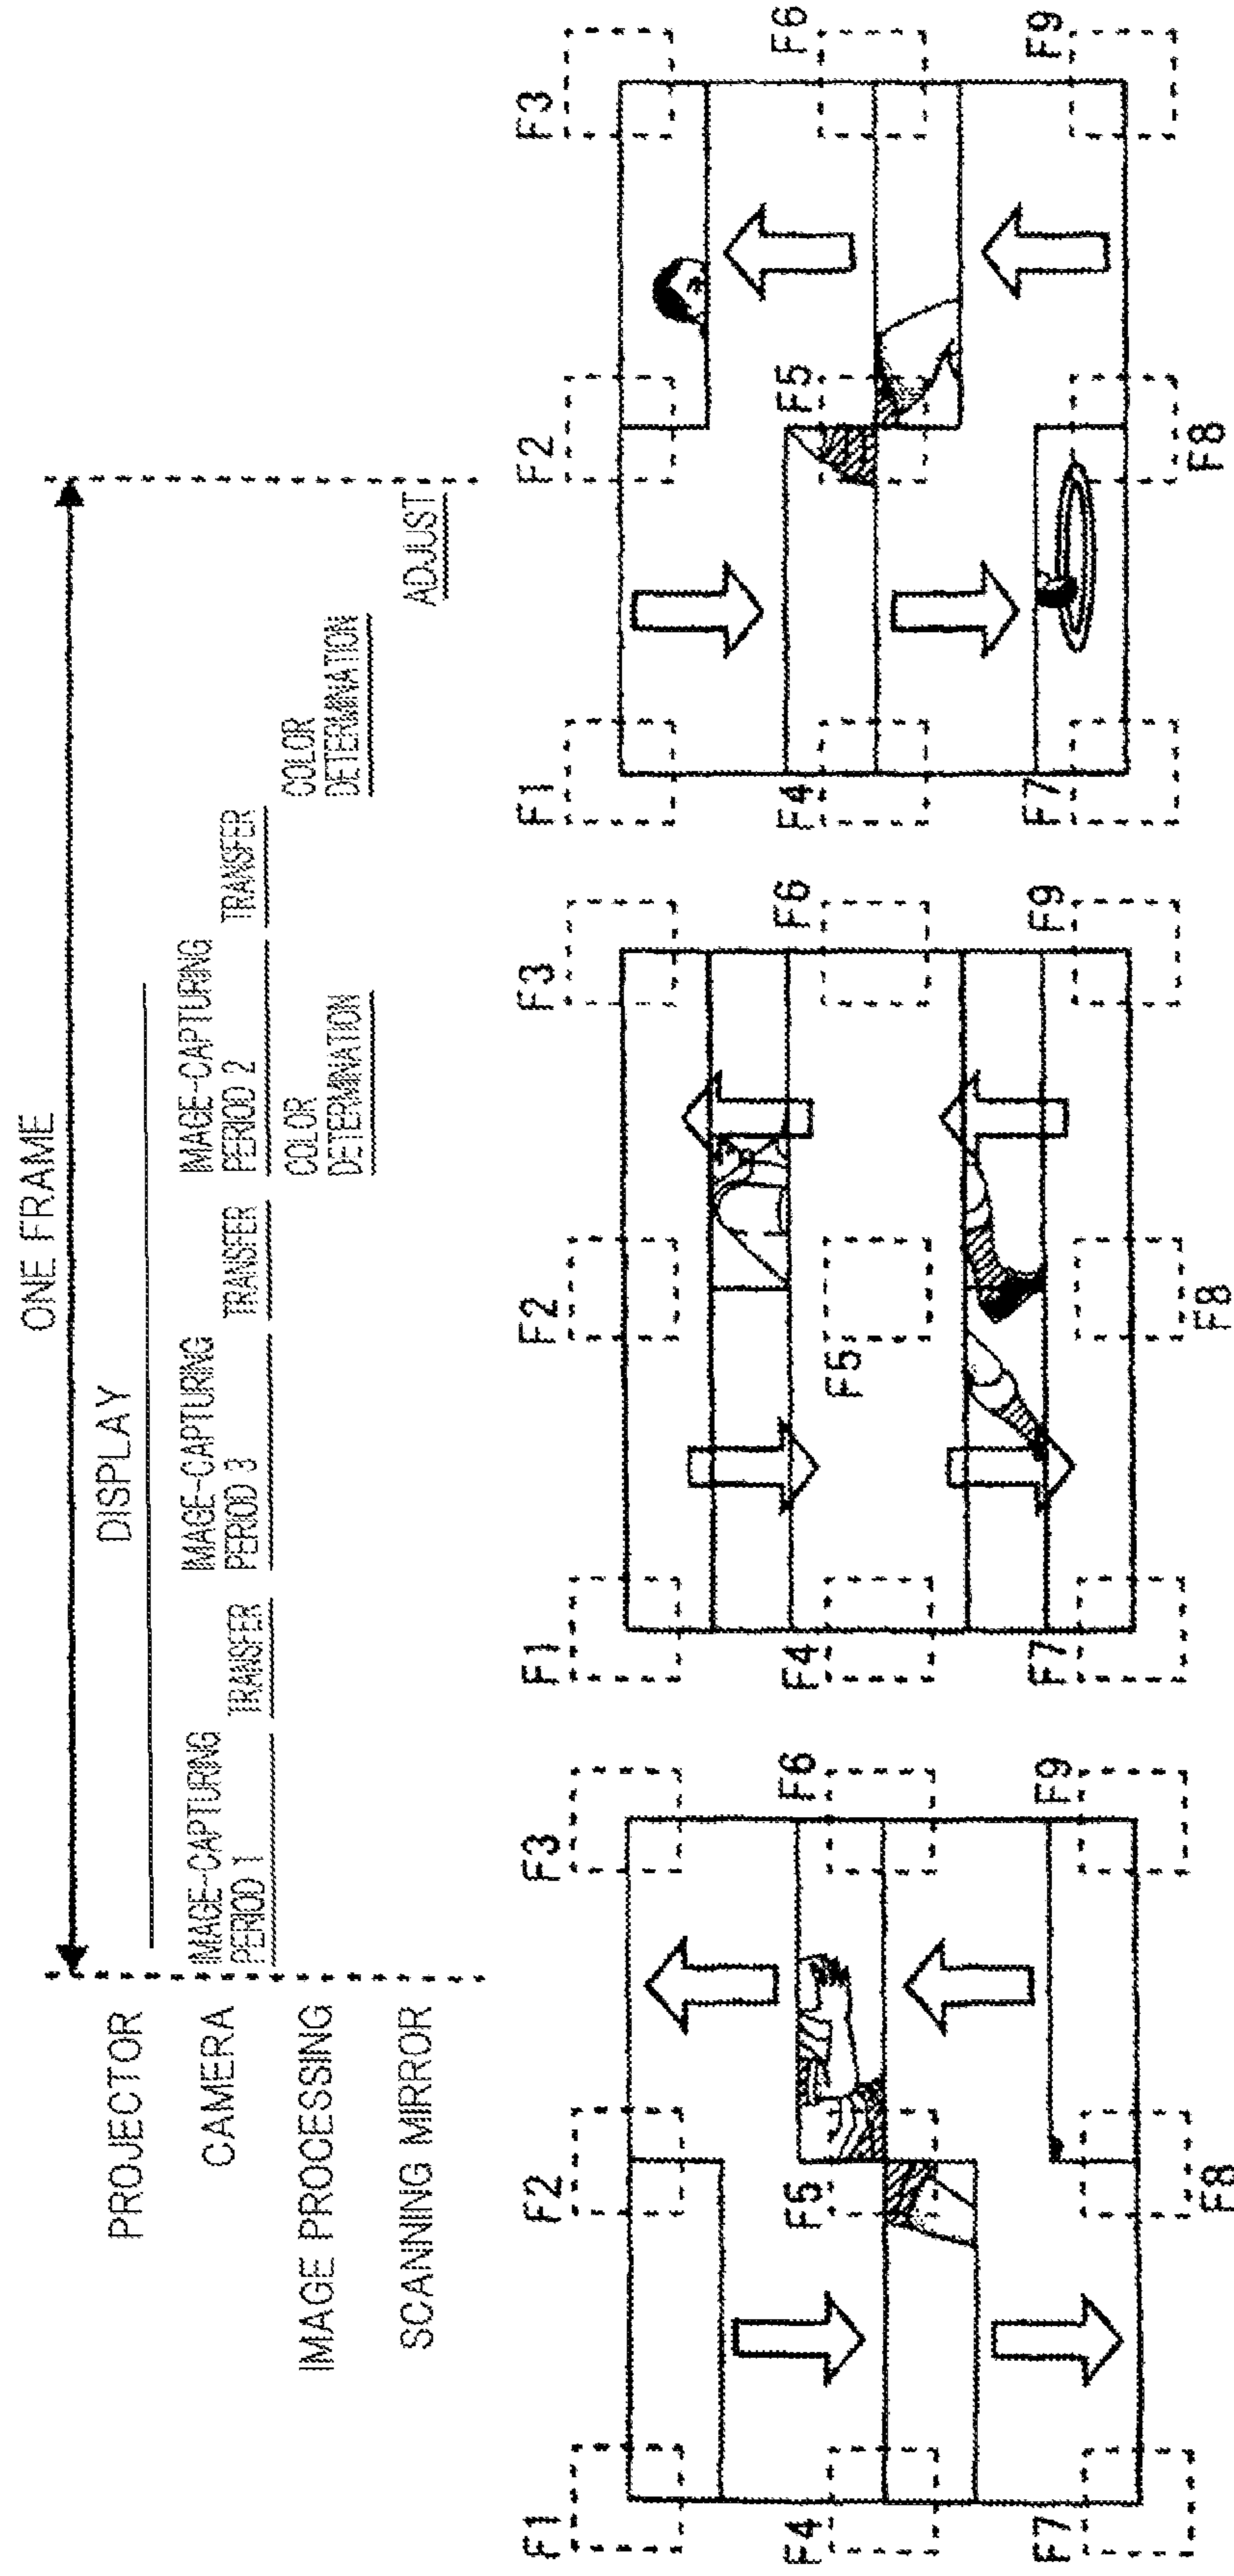 ONE FRAME
PROJECTOR
DISPLAY
CAMERA
IMAGE-CAPTURING
PERIOD 1
TRANSFER
IMAGE-CAPTURING
PERIOD 3
TRANSFER
IMAGE-CAPTURING
PERIOD 2
TRANSFER
IMAGE PROCESSING
COLOR
DETERMINATION
COLOR
DETERMINATION
SCANNING MIRROR
ADJUST
F1
F2
F3
F4
F5
F6
F7
F8
F9
F1
F2
F3
F4
F5
F6
F7
F8
F9
F1
F2
F3
F4
F5
F6
F7
F8
F9